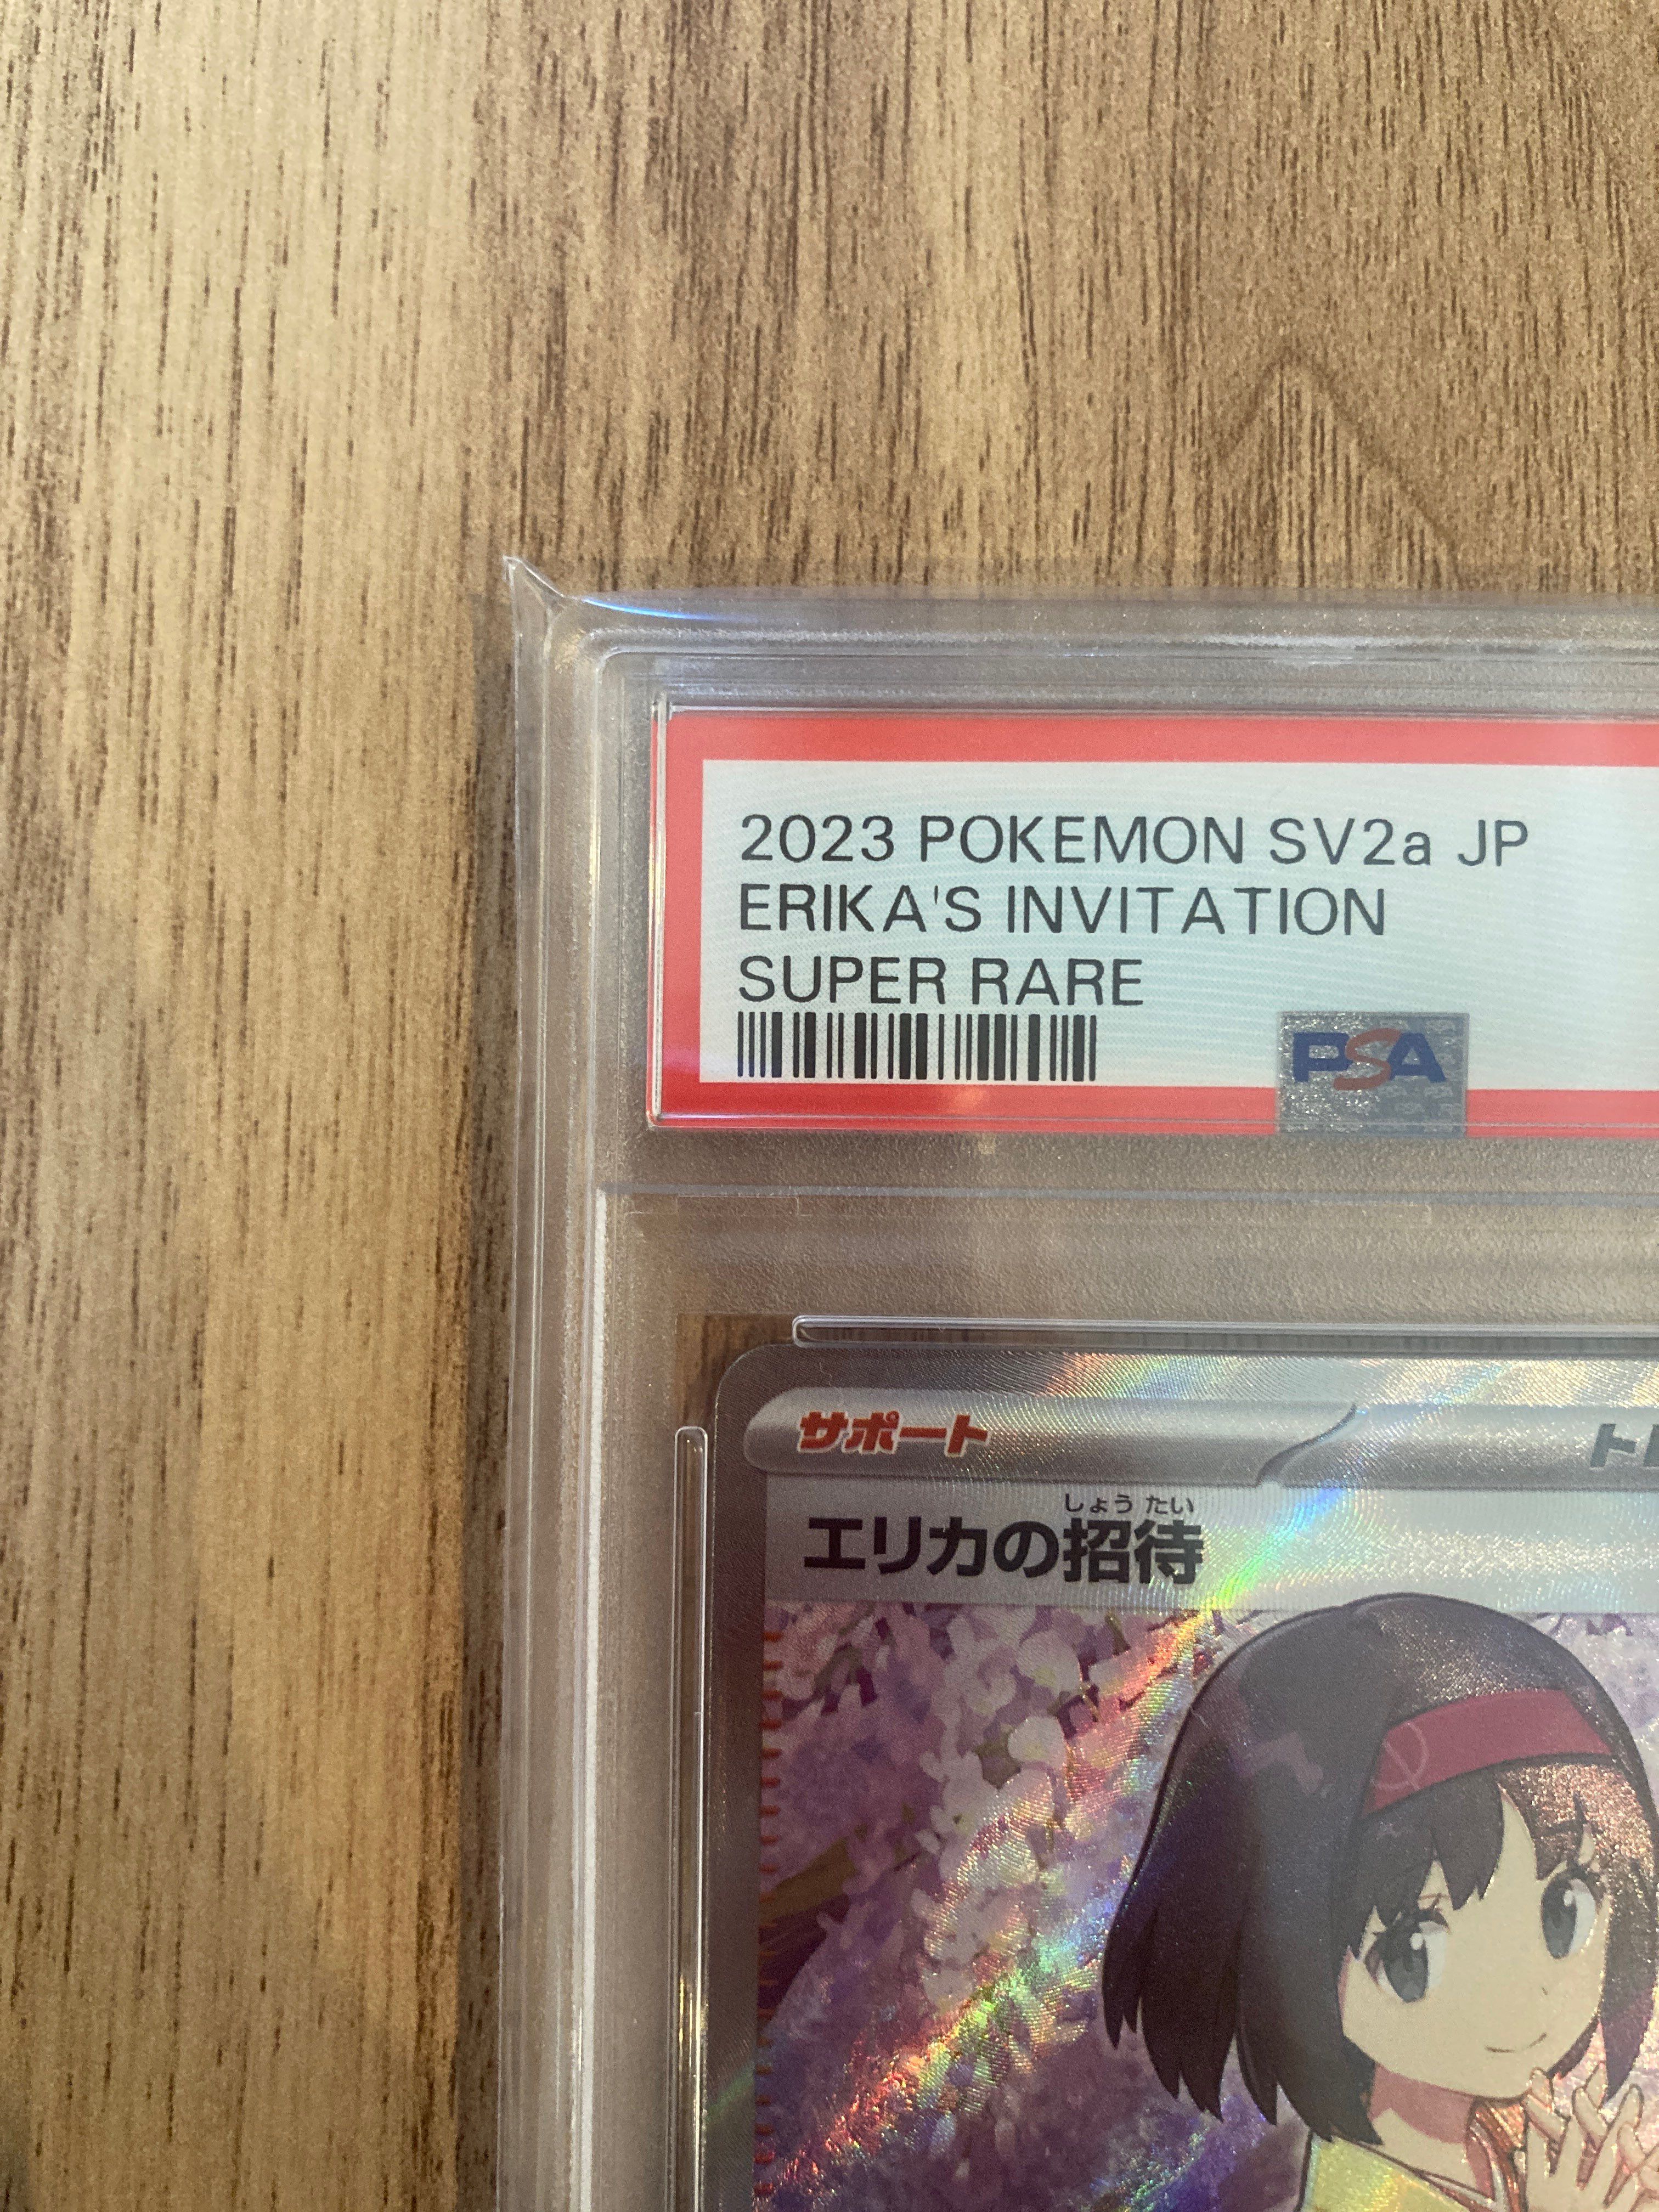 2023 POKEMON SV2a JP
ERIKA'S INVITATION
SUPER RARE
PSA
サポート
しょうたい
エリカの招待